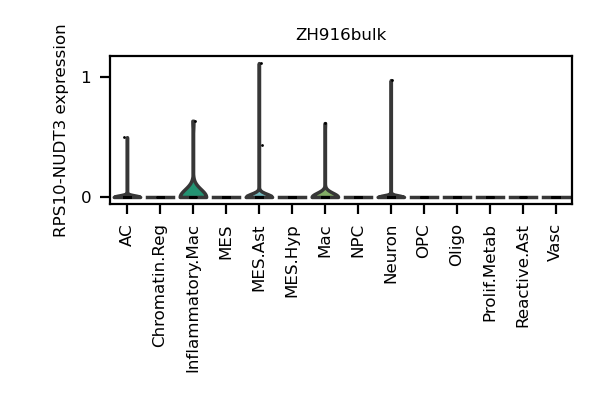 ZH916bulk
RPS10-NUDT3 expression
1
0
AC
Chromatin.Reg
Inflammatory.Mac
MES
MES.Ast
MES.Hyp
Mac
NPC
Neuron
OPC
Oligo
Prolif.Metab
Reactive.Ast
Vasc